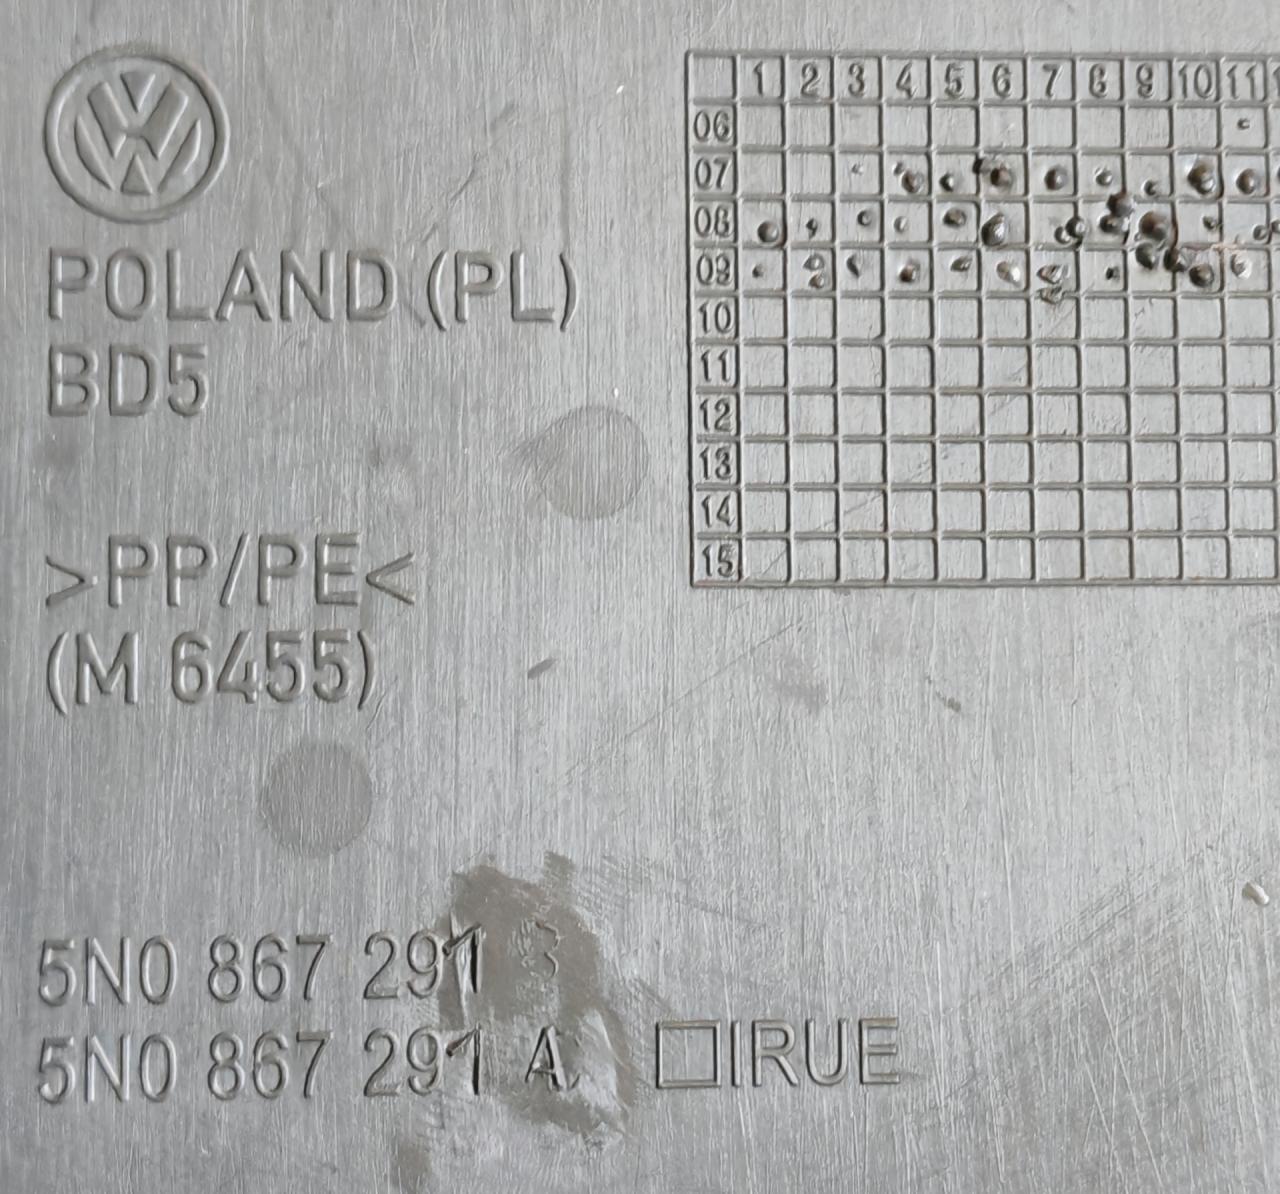 POLAND (PL)
BD5
>PP/PE<
(M 6455)
5N0 867 291
5N0 867 291 A □IRUE
1 2 3 4 5 6 7 8 9 10 11
06
07
08
09
10
11
12
13
14
15